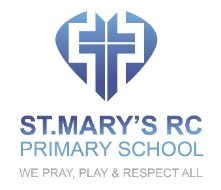 ST.MARY'S RC
PRIMARY SCHOOL
WE PRAY, PLAY & RESPECT ALL